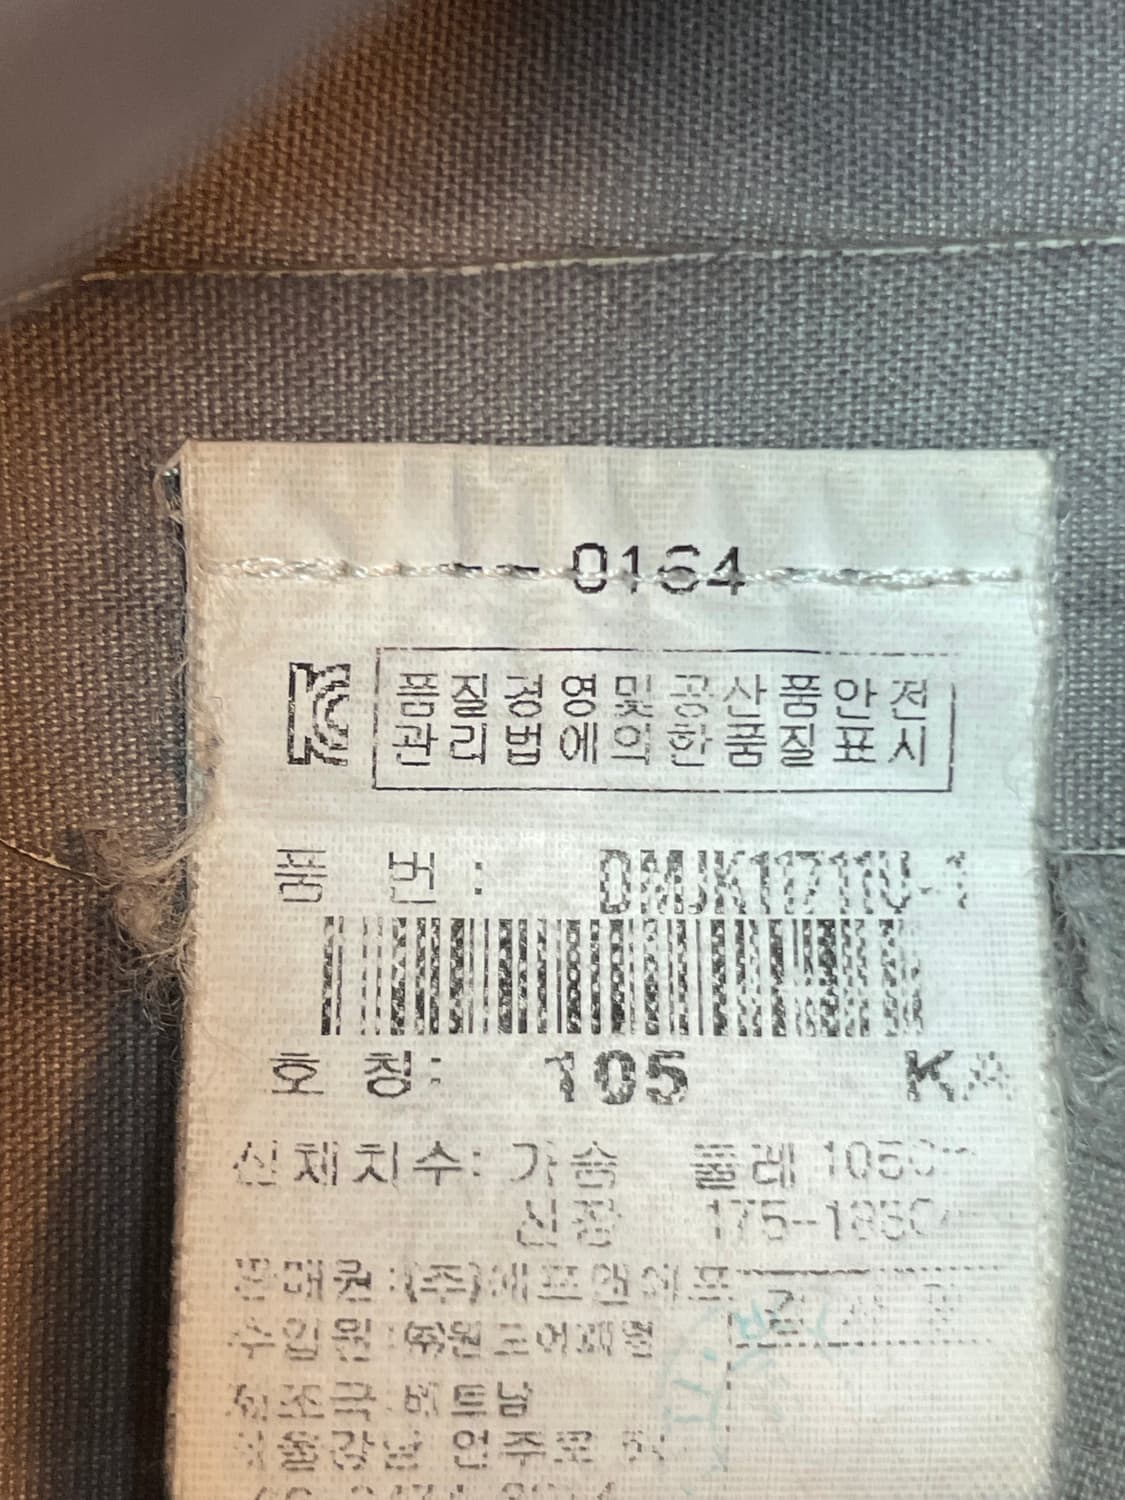 0164
품질경영및공산품안전
관리법에의한품질표시
품 번 : DMJK11711U-1
호 칭: 105 KA
신체치수: 가슴 둘레 105Cm
신장 175-185C
판매원 :(주)에프앤에프
수입원 :㈜원도어패럴
제조국 : 베트남
서울강남 언주로